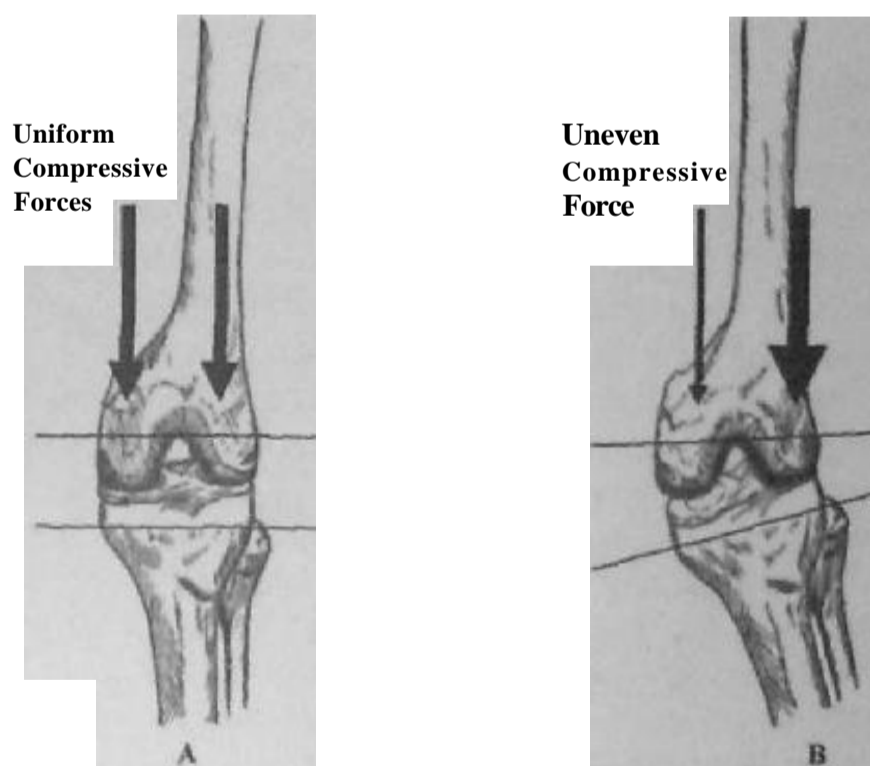 Uniform
Compressive
Forces
Uneven
Compressive
Force
A
B